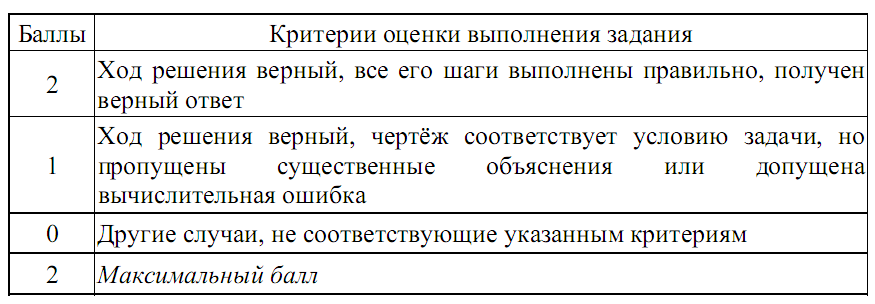 Баллы Критерии оценки выполнения задания
2 Ход решения верный, все его шаги выполнены правильно, получен
верный ответ
1 Ход решения верный, чертёж соответствует условию задачи, но
пропущены существенные объяснения или допущена
вычислительная ошибка
0 Другие случаи, не соответствующие указанным критериям
2 Максимальный балл